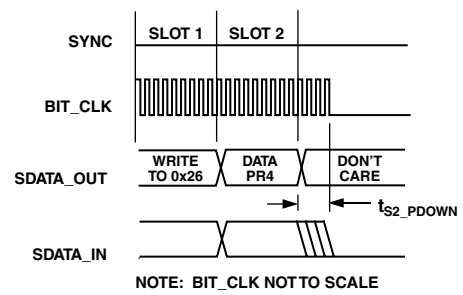 SYNC
SLOT 1
SLOT 2
BIT_CLK
SDATA_OUT
WRITE
TO 0x26
DATA
PR4
DON'T
CARE
tS2_PDOWN
SDATA_IN
NOTE: BIT_CLK NOT TO SCALE